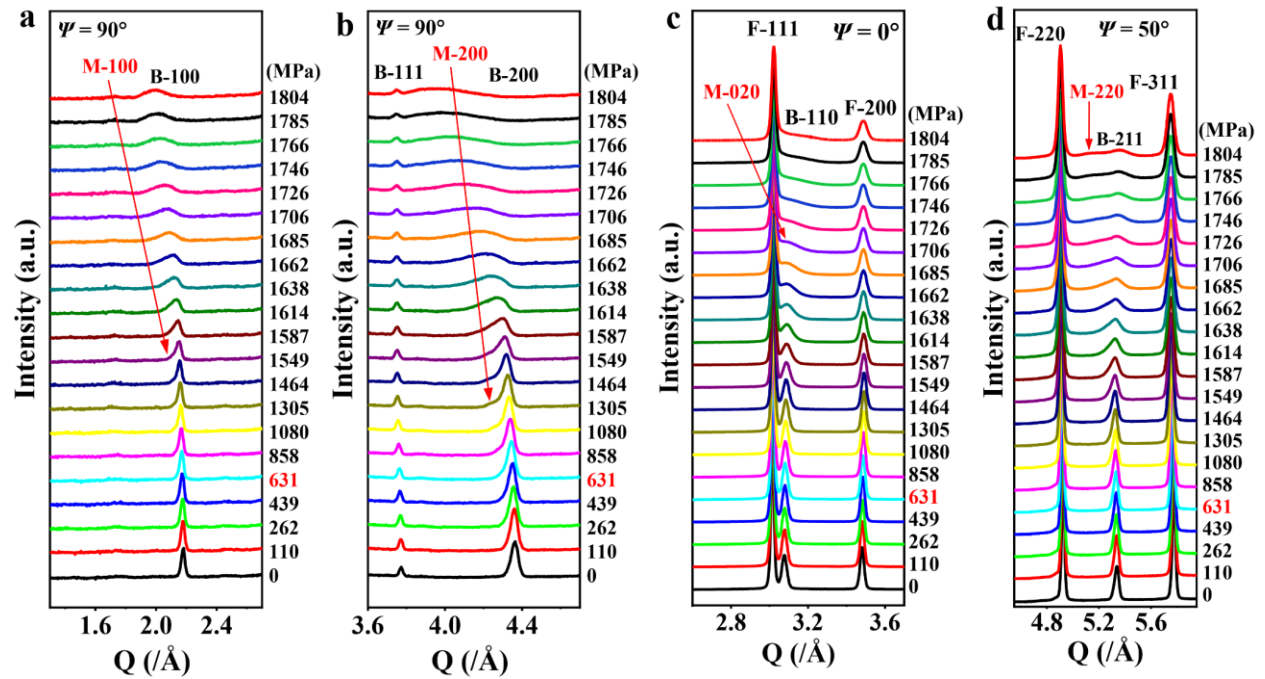 a
Ψ = 90°
M-100
B-100
(MPa)
1804
1785
1766
1746
1726
1706
1685
1662
1638
1614
1587
1549
1464
1305
1080
858
631
439
262
110
0
Intensity (a.u.)
1.6 2.0 2.4
Q (/Å)
b
Ψ = 90°
M-200
B-111
B-200
(MPa)
1804
1785
1766
1746
1726
1706
1685
1662
1638
1614
1587
1549
1464
1305
1080
858
631
439
262
110
0
Intensity (a.u.)
3.6 4.0 4.4
Q (/Å)
c
F-111
Ψ = 0°
M-020
B-110
F-200
(MPa)
1804
1785
1766
1746
1726
1706
1685
1662
1638
1614
1587
1549
1464
1305
1080
858
631
439
262
110
0
Intensity (a.u.)
2.8 3.2 3.6
Q (/Å)
d
F-220
Ψ = 50°
M-220
F-311
B-211
(MPa)
1804
1785
1766
1746
1726
1706
1685
1662
1638
1614
1587
1549
1464
1305
1080
858
631
439
262
110
0
Intensity (a.u.)
4.8 5.2 5.6
Q (/Å)